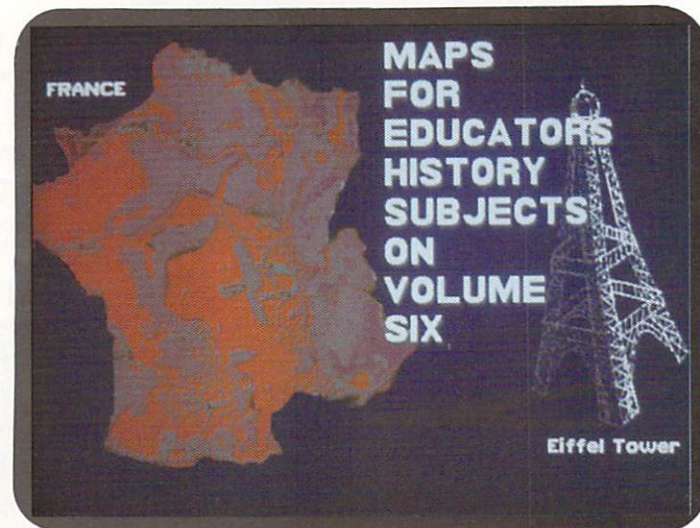 FRANCE
MAPS
FOR
EDUCATORS
HISTORY
SUBJECTS
ON
VOLUME
SIX
Eiffel Tower